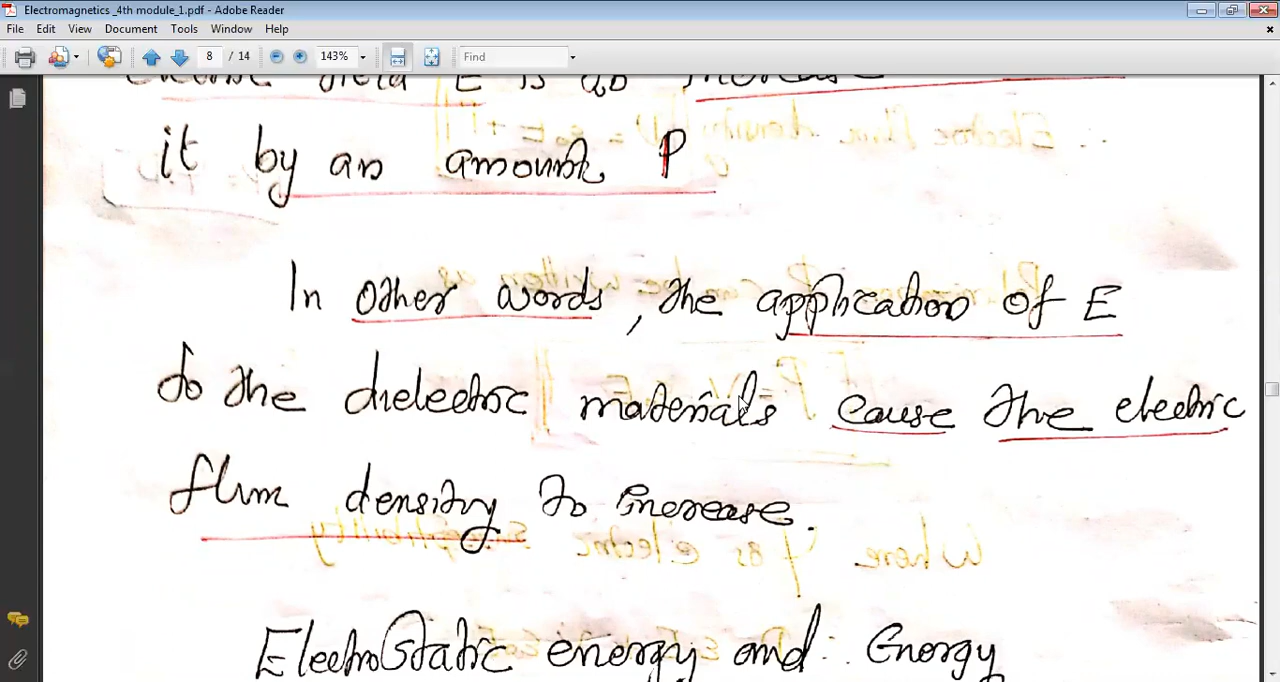 Electromagnetics _4th module_1.pdf - Adobe Reader
File Edit View Document Tools Window Help
8 / 14 143% Find
E is
it by an amount P
In other words, the application of E
to the dielectric materials cause the electric
flux density to increase.
Electrostatic energy and Energy